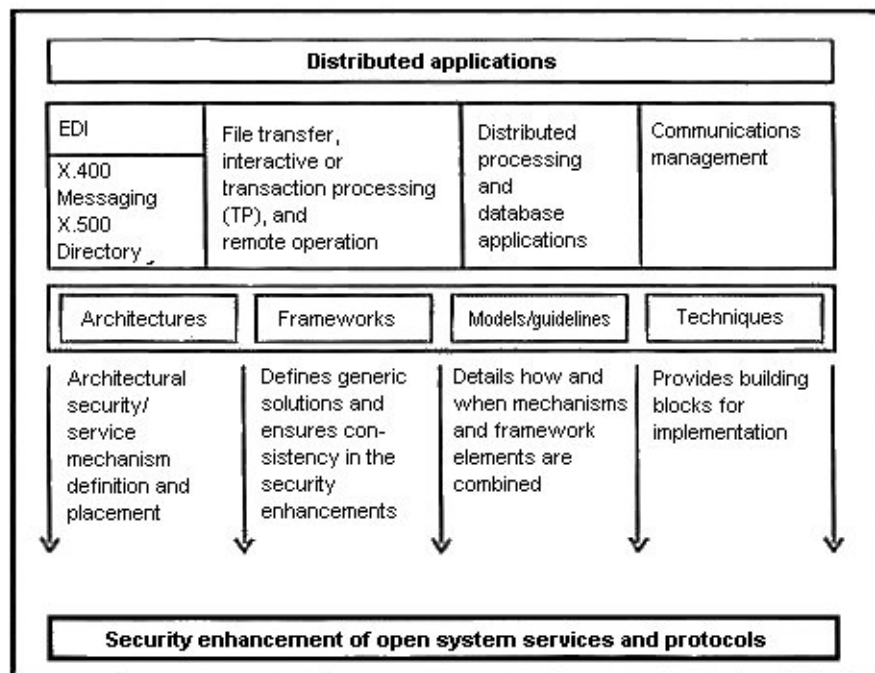 Distributed applications
EDI
X.400
Messaging
X.500
Directory
File transfer,
interactive or
transaction processing
(TP), and
remote operation
Distributed
processing
and
database
applications
Communications
management
Architectures
Frameworks
Models/guidelines
Techniques
Architectural
security/
service
mechanism
definition and
placement
Defines generic
solutions and
ensures con-
sistency in the
security
enhancements
Details how and
when mechanisms
and framework
elements are
combined
Provides building
blocks for
implementation
Security enhancement of open system services and protocols